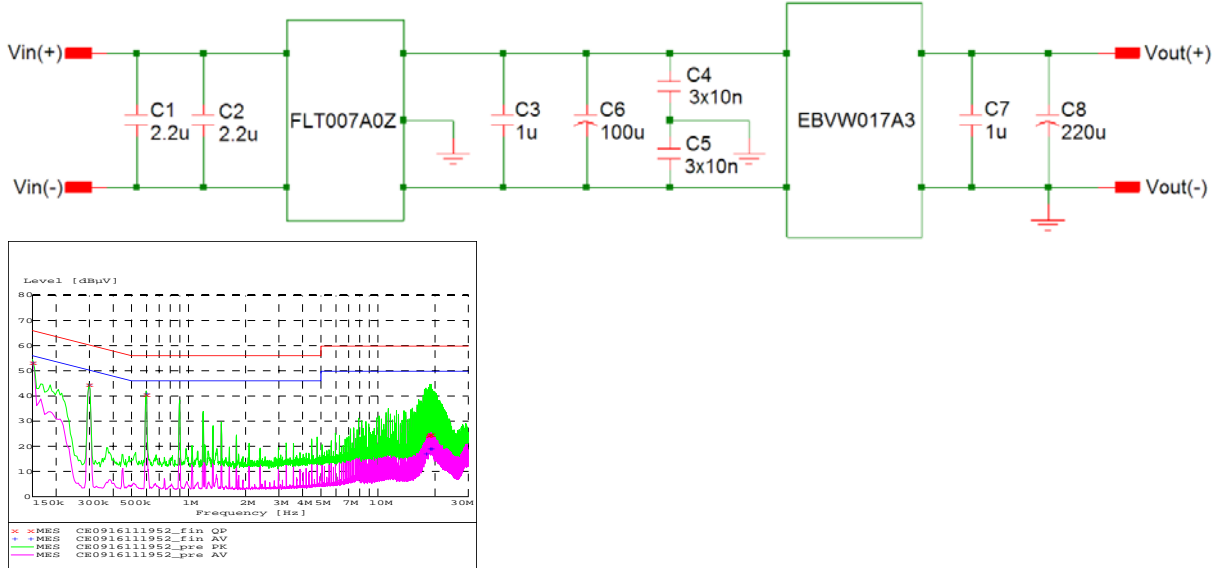 Vin(+)
Vin(-)
C1
2.2u
C2
2.2u
FLT007A0Z
C3
1u
C6
100u
C4
3x10n
C5
3x10n
EBVW017A3
C7
1u
C8
220u
Vout(+)
Vout(-)
Level [dBµV]
80
70
60
50
40
30
20
10
0
150k 300k 500k 1M 2M 3M 4M 5M 7M 10M 30M
Frequency [Hz]
× ×MES CE0916111952_fin QP
+ +MES CE0916111952_fin AV
MES CE0916111952_pre PK
MES CE0916111952_pre AV